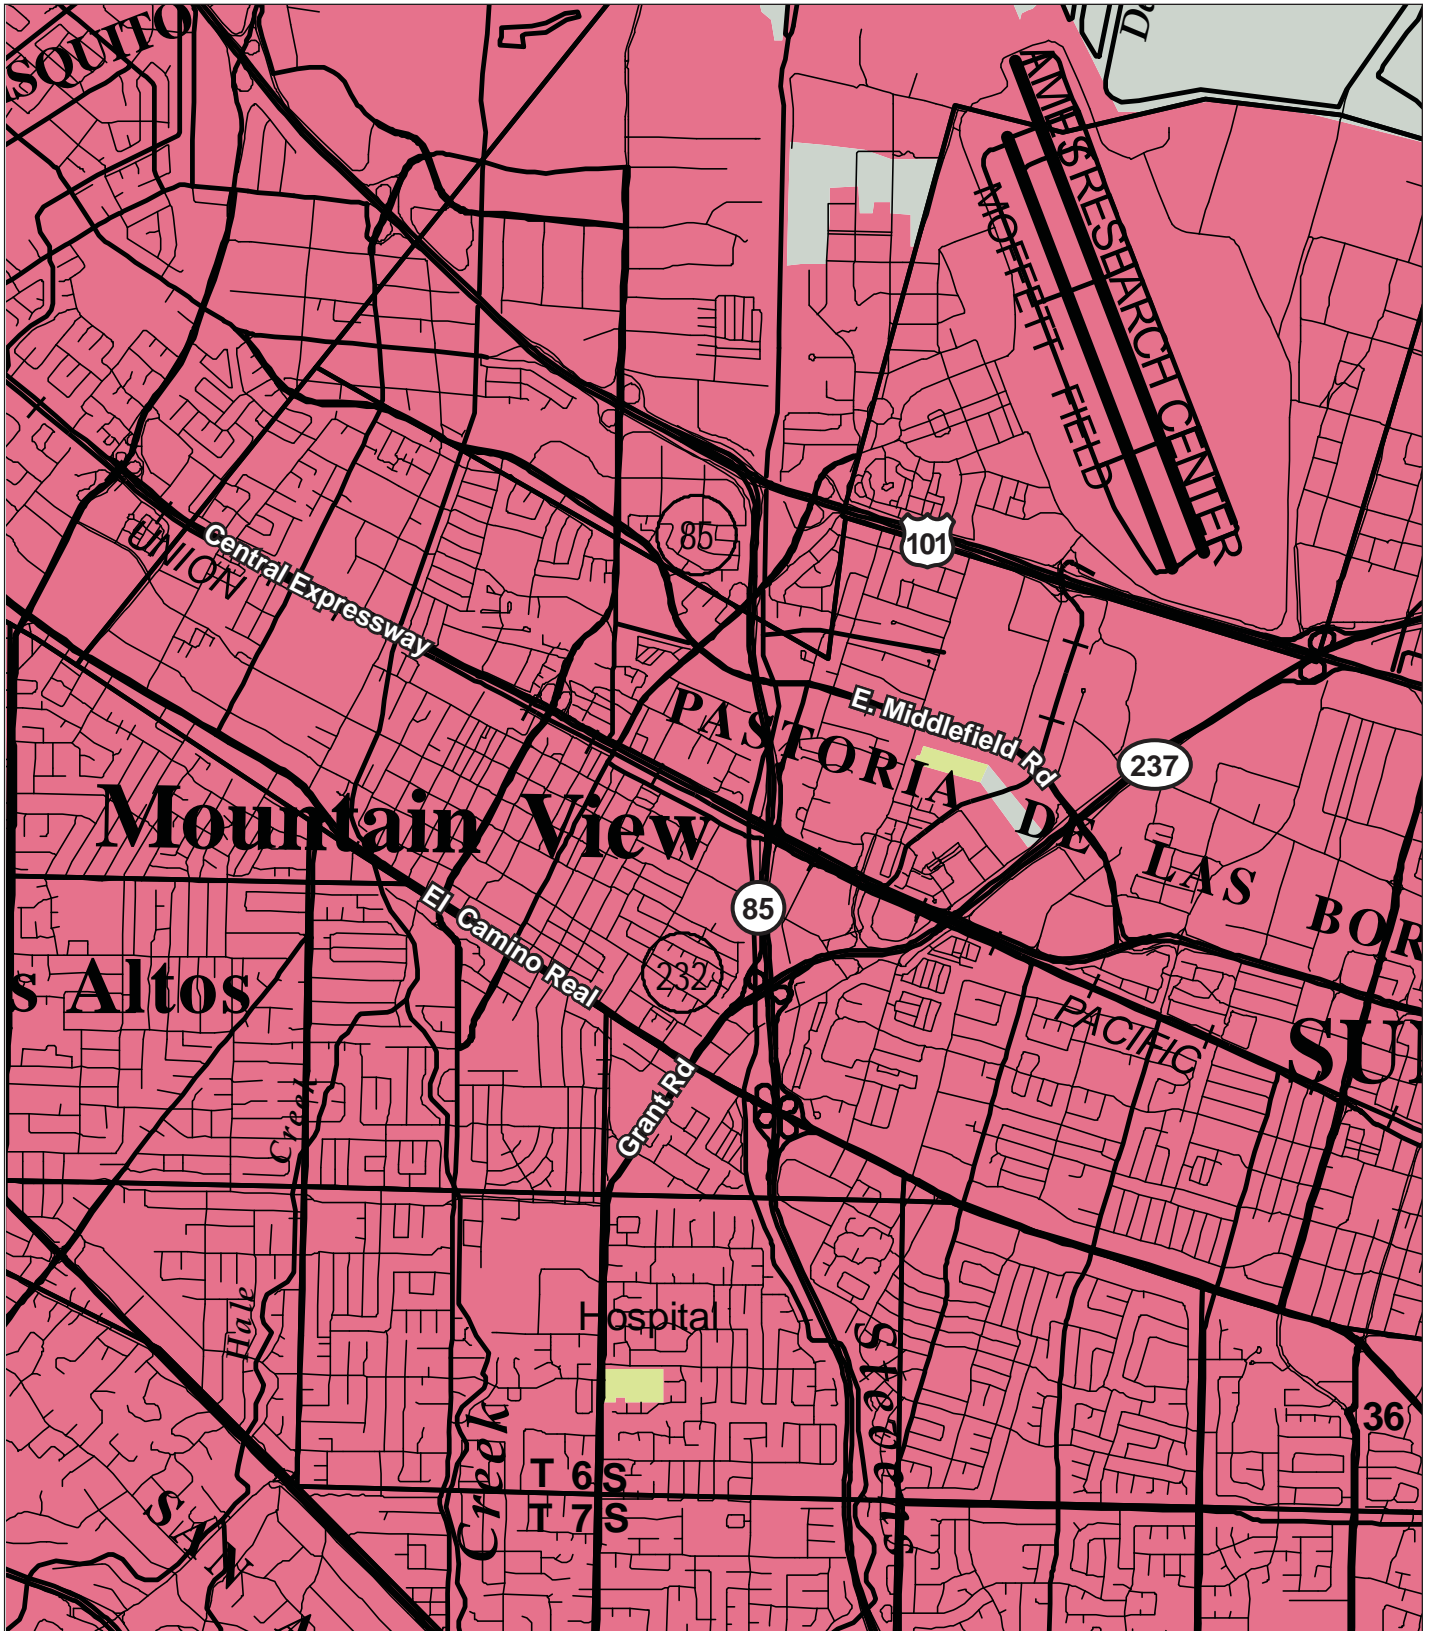 SQUITO
AMES RESEARCH CENTER
MOFFETT FIELD
85
101
UNION
Central Expressway
PASTORIA DE LAS BOR
E. Middlefield Rd
237
Mountain View
85
El Camino Real
232
s Altos
PACIFIC
SU
Grant Rd
Creek
Hale
Hospital
Stevens
36
Creek
T 6 S
T 7 S
SAN